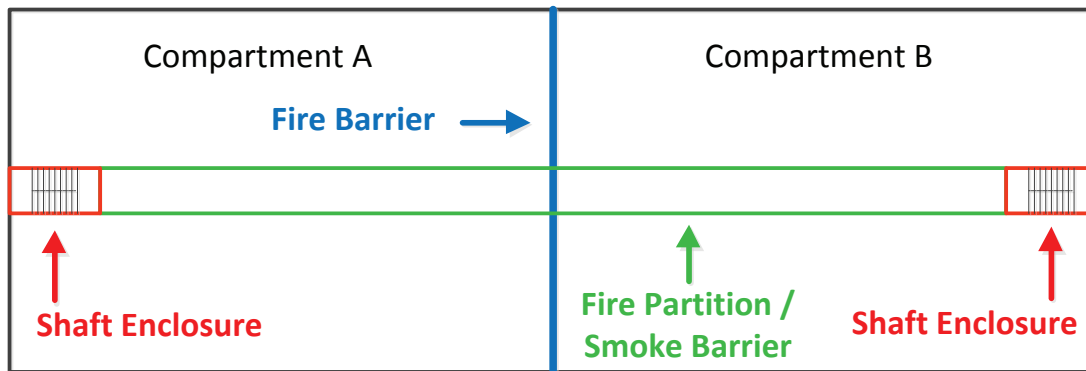 Compartment A
Compartment B
Fire Barrier
Shaft Enclosure
Fire Partition /
Smoke Barrier
Shaft Enclosure